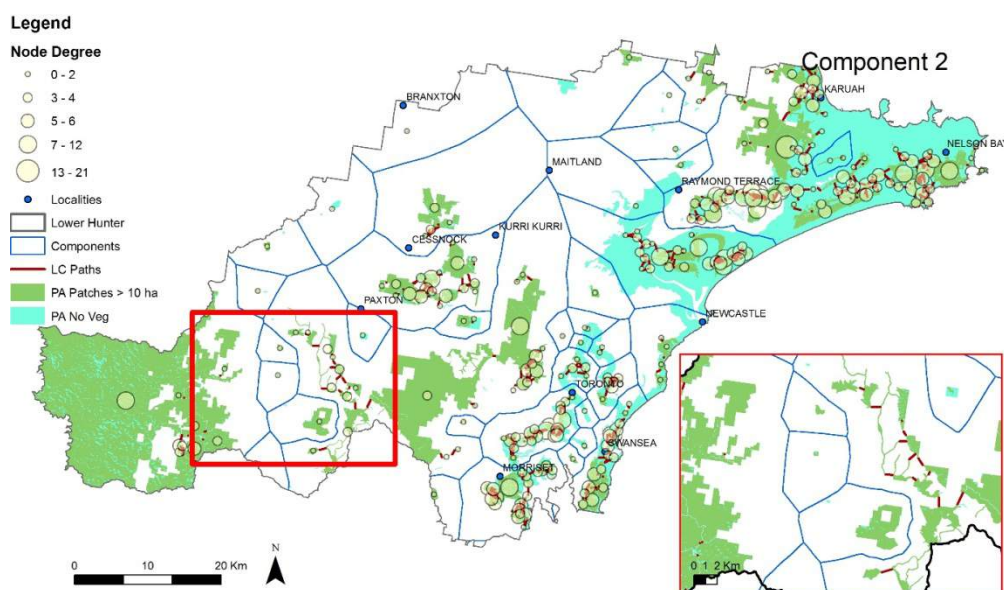 Legend
Node Degree
0 - 2
3 - 4
5 - 6
7 - 12
13 - 21
Localities
Lower Hunter
Components
LC Paths
PA Patches > 10 ha
PA No Veg
Component 2
KARUAH
BRANXTON
NELSON BA
MAITLAND
RAYMOND TERRACE
KURRI KURRI
CESSNOCK
PAXTON
NEWCASTLE
TORONTO
SWANSEA
MORRISET
0 10 20 Km
N
0 1 2 Km